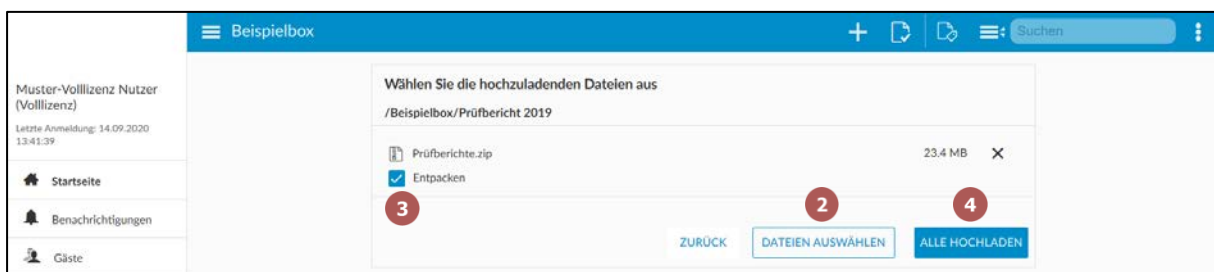 Beispielbox
Suchen
Muster-Volllizenz Nutzer
(Volllizenz)
Letzte Anmeldung: 14.09.2020
13:41:39
Startseite
Benachrichtigungen
Gäste
Wählen Sie die hochzuladenden Dateien aus
/Beispielbox/Prüfbericht 2019
Prüfberichte.zip 23.4 MB
Entpacken
3 2 4
ZURÜCK DATEIEN AUSWÄHLEN ALLE HOCHLADEN